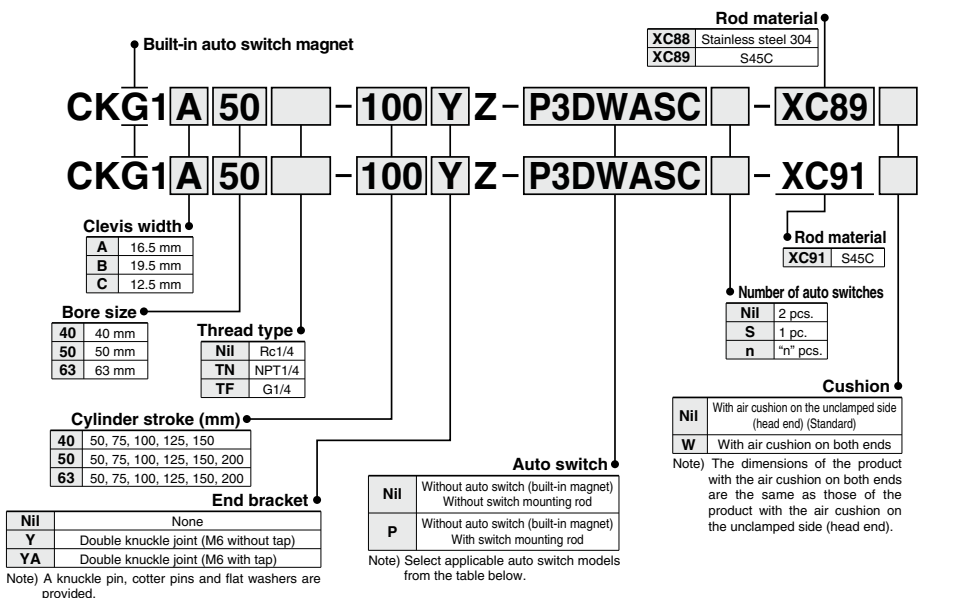 Rod material
XC88 Stainless steel 304
XC89 S45C
Built-in auto switch magnet
CKG1 A 50 - 100 Y Z - P3DWASC - XC89
CKG1 A 50 - 100 Y Z - P3DWASC - XC91
Clevis width
A 16.5 mm
B 19.5 mm
C 12.5 mm
Rod material
XC91 S45C
Bore size
40 40 mm
50 50 mm
63 63 mm
Thread type
Nil Rc1/4
TN NPT1/4
TF G1/4
Number of auto switches
Nil 2 pcs.
S 1 pc.
n “n” pcs.
Cylinder stroke (mm)
40 50, 75, 100, 125, 150
50 50, 75, 100, 125, 150, 200
63 50, 75, 100, 125, 150, 200
Cushion
Nil With air cushion on the unclamped side
(head end) (Standard)
W With air cushion on both ends
Note) The dimensions of the product
with the air cushion on both ends
are the same as those of the
product with the air cushion on
the unclamped side (head end).
End bracket
Nil None
Y Double knuckle joint (M6 without tap)
YA Double knuckle joint (M6 with tap)
Note) A knuckle pin, cotter pins and flat washers are
provided.
Auto switch
Nil Without auto switch (built-in magnet)
Without switch mounting rod
P Without auto switch (built-in magnet)
With switch mounting rod
Note) Select applicable auto switch models
from the table below.